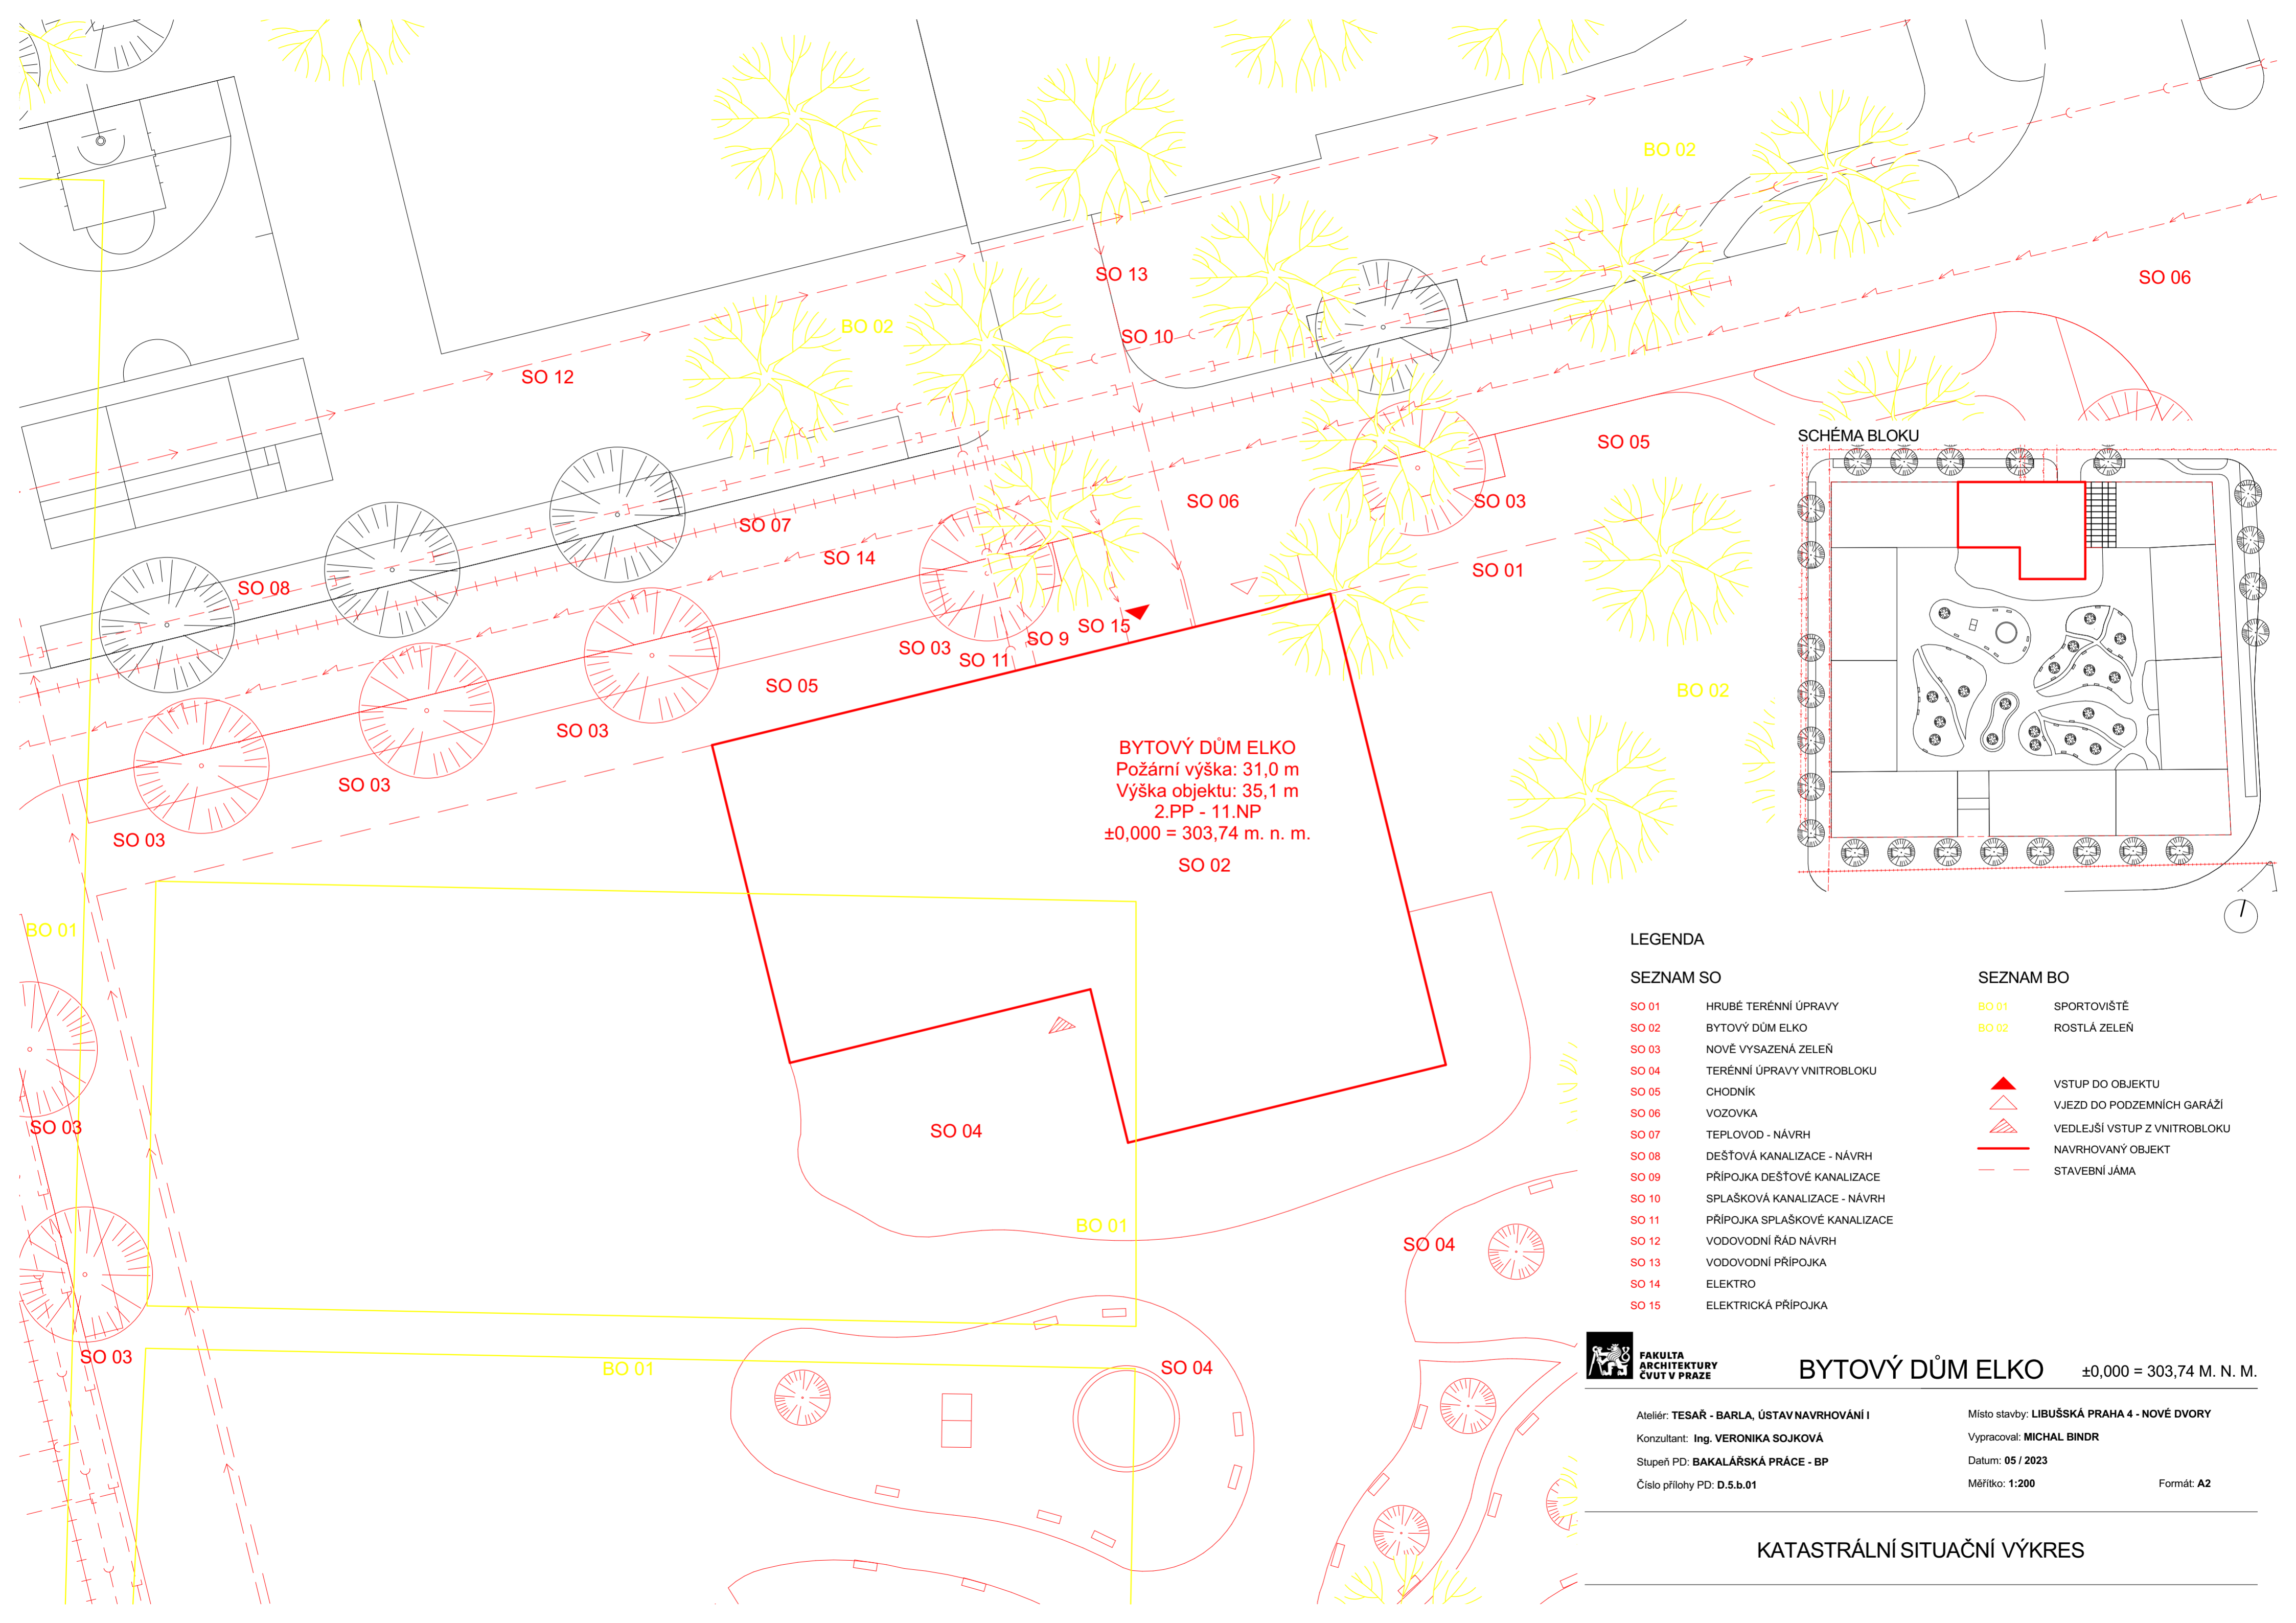 BO 02
SO 13
SO 06
BO 02
SO 10
SO 12
SO 05
SCHÉMA BLOKU
SO 06
SO 03
SO 07
SO 14
SO 01
SO 08
SO 15
SO 9
SO 03
SO 11
SO 05
BO 02
SO 03
BYTOVÝ DŮM ELKO
Požární výška: 31,0 m
Výška objektu: 35,1 m
2.PP - 11.NP
±0,000 = 303,74 m. n. m.
SO 02
SO 03
SO 03
BO 01
SO 03
SO 04
BO 01
SO 04
SO 03
BO 01
SO 04
LEGENDA
SEZNAM SO
SO 01 HRUBÉ TERÉNNÍ ÚPRAVY
SO 02 BYTOVÝ DŮM ELKO
SO 03 NOVĚ VYSAZENÁ ZELEŇ
SO 04 TERÉNNÍ ÚPRAVY VNITROBLOKU
SO 05 CHODNÍK
SO 06 VOZOVKA
SO 07 TEPLOVOD - NÁVRH
SO 08 DEŠŤOVÁ KANALIZACE - NÁVRH
SO 09 PŘÍPOJKA DEŠŤOVÉ KANALIZACE
SO 10 SPLAŠKOVÁ KANALIZACE - NÁVRH
SO 11 PŘÍPOJKA SPLAŠKOVÉ KANALIZACE
SO 12 VODOVODNÍ ŘÁD NÁVRH
SO 13 VODOVODNÍ PŘÍPOJKA
SO 14 ELEKTRO
SO 15 ELEKTRICKÁ PŘÍPOJKA
SEZNAM BO
BO 01 SPORTOVIŠTĚ
BO 02 ROSTLÁ ZELEŇ
VSTUP DO OBJEKTU
VJEZD DO PODZEMNÍCH GARÁŽÍ
VEDLEJŠÍ VSTUP Z VNITROBLOKU
NAVRHOVANÝ OBJEKT
STAVEBNÍ JÁMA
FAKULTA
ARCHITEKTURY
ČVUT V PRAZE
BYTOVÝ DŮM ELKO
±0,000 = 303,74 M. N. M.
Ateliér: TESAŘ - BARLA, ÚSTAV NAVRHOVÁNÍ I
Konzultant: Ing. VERONIKA SOJKOVÁ
Stupeň PD: BAKALÁŘSKÁ PRÁCE - BP
Číslo přílohy PD: D.5.b.01
Místo stavby: LIBUŠSKÁ PRAHA 4 - NOVÉ DVORY
Vypracoval: MICHAL BINDR
Datum: 05 / 2023
Měřítko: 1:200 Formát: A2
KATASTRÁLNÍ SITUAČNÍ VÝKRES